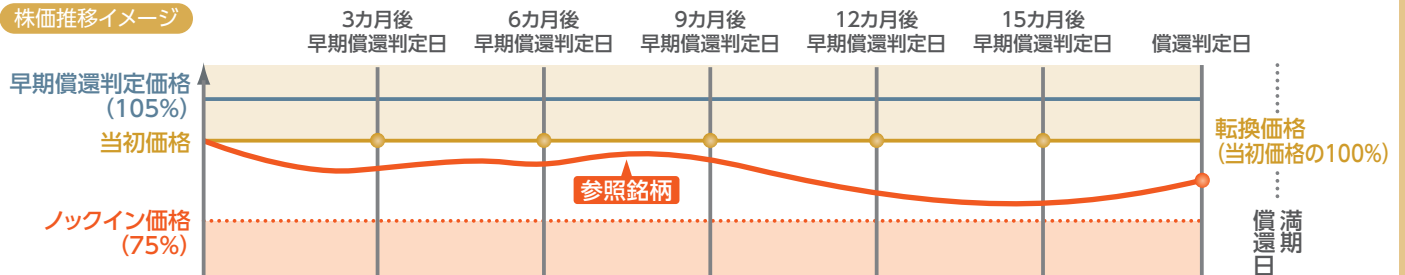 株価推移イメージ
3カ月後
早期償還判定日
6カ月後
早期償還判定日
9カ月後
早期償還判定日
12カ月後
早期償還判定日
15カ月後
早期償還判定日
償還判定日
早期償還判定価格
(105%)
当初価格
転換価格
(当初価格の100%)
参照銘柄
ノックイン価格
(75%)
満期
償還日